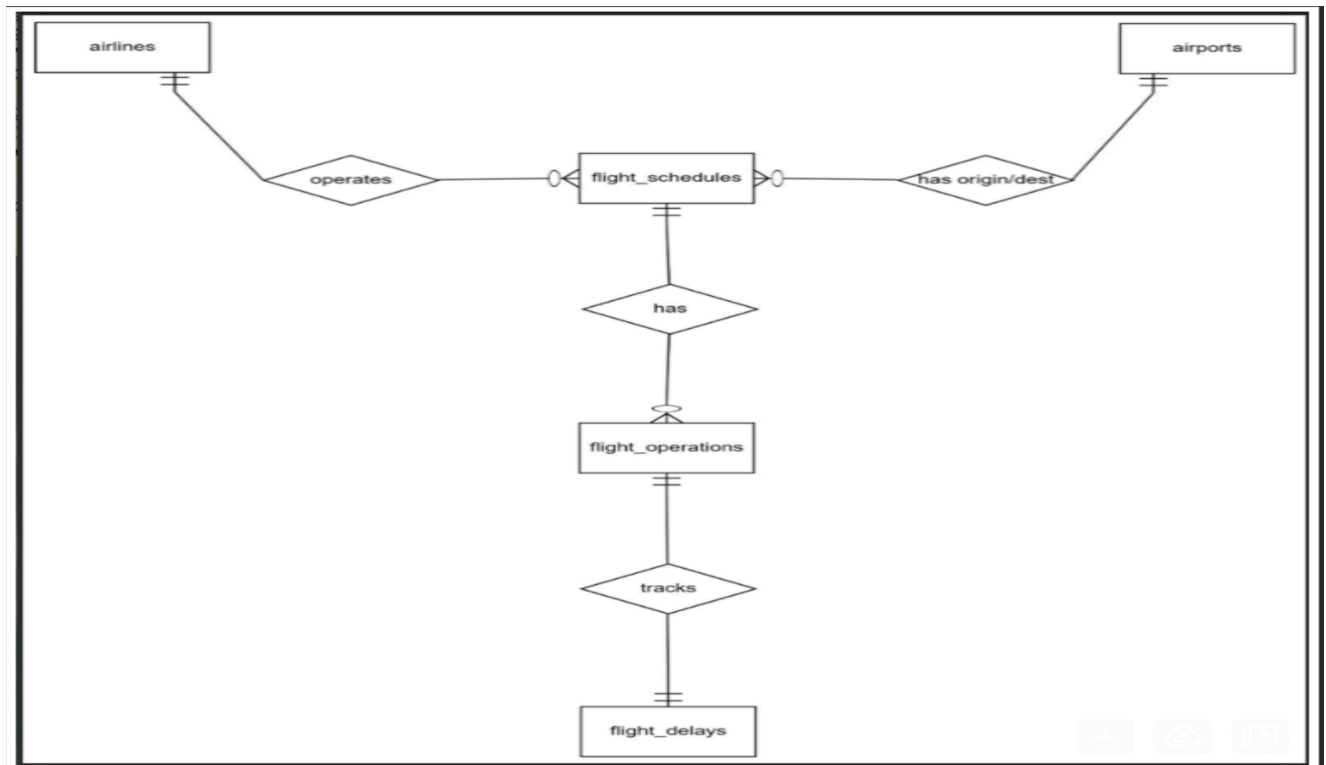 airlines
airports
operates
flight_schedules
has origin/dest
has
flight_operations
tracks
flight_delays